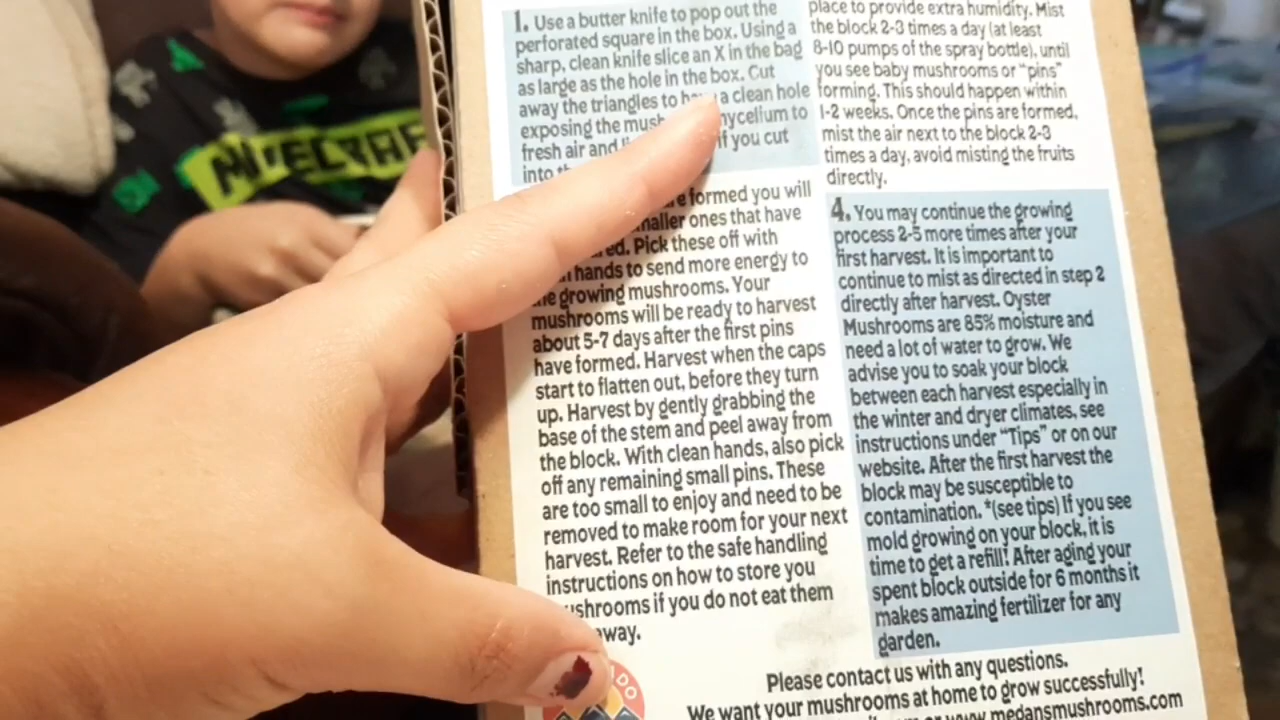 MINECRAF
1. Use a butter knife to pop out the
perforated square in the box. Using a
sharp, clean knife slice an X in the bag
as large as the hole in the box. Cut
away the triangles to a clean hole
exposing the mycelium to
fresh air and if you cut
into
place to provide extra humidity. Mist
the block 2-3 times a day (at least
8-10 pumps of the spray bottle), until
you see baby mushrooms or "pins"
forming. This should happen within
1-2 weeks. Once the pins are formed,
mist the air next to the block 2-3
times a day, avoid misting the fruits
directly.
formed you will
smaller ones that have
Pick these off with
hands to send more energy to
the growing mushrooms. Your
mushrooms will be ready to harvest
about 5-7 days after the first pins
have formed. Harvest when the caps
start to flatten out, before they turn
up. Harvest by gently grabbing the
base of the stem and peel away from
the block. With clean hands, also pick
off any remaining small pins. These
are too small to enjoy and need to be
removed to make room for your next
harvest. Refer to the safe handling
instructions on how to store you
mushrooms if you do not eat them
away.
4. You may continue the growing
process 2-5 more times after your
first harvest. It is important to
continue to mist as directed in step 2
directly after harvest. Oyster
Mushrooms are 85% moisture and
need a lot of water to grow. We
advise you to soak your block
between each harvest especially in
the winter and dryer climates, see
instructions under "Tips" or on our
website. After the first harvest the
block may be susceptible to
contamination. *(see tips) If you see
mold growing on your block, it is
time to get a refill! After aging your
spent block outside for 6 months it
makes amazing fertilizer for any
garden.
Please contact us with any questions.
We want your mushrooms at home to grow successfully!
or www.megansmushrooms.com